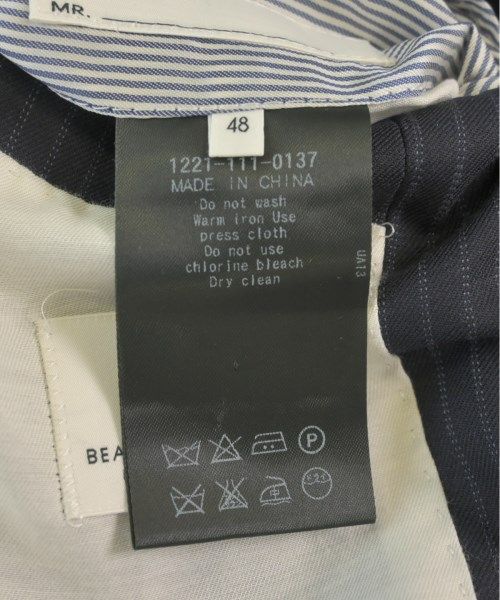 MR.
48
1221-111-0137
MADE IN CHINA
Do not wash
Warm iron Use
press cloth
Do not use
chlorine bleach
Dry clean
UA13
BEA
P